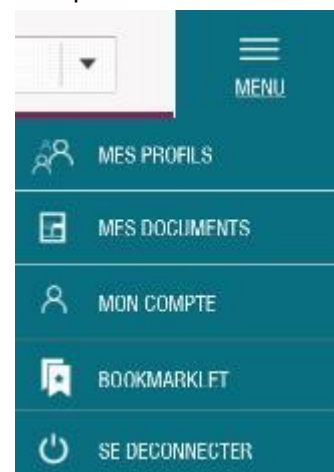 MENU
MES PROFILS
MES DOCUMENTS
MON COMPTE
BOOKMARKLET
SE DECONNECTER